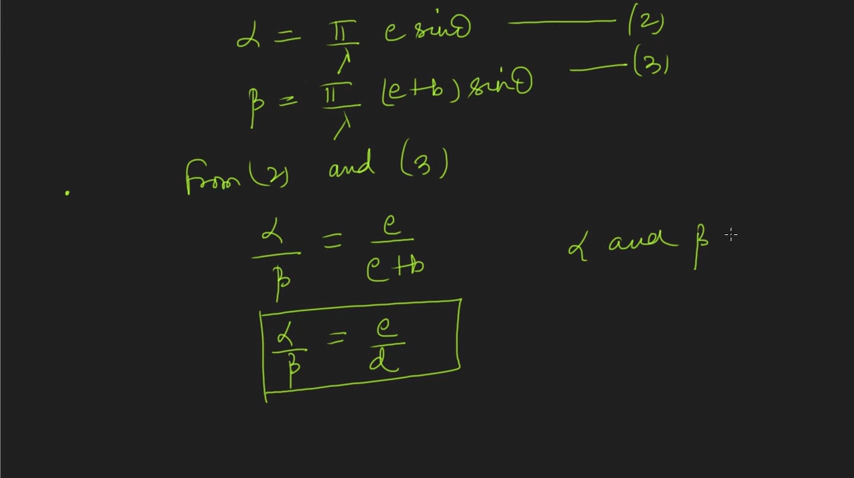 α = π/λ e sinθ ——— (2)
β = π/λ (e+b) sinθ —— (3)
From (2) and (3)
α/β = e/e+b
α and β
α/β = e/d